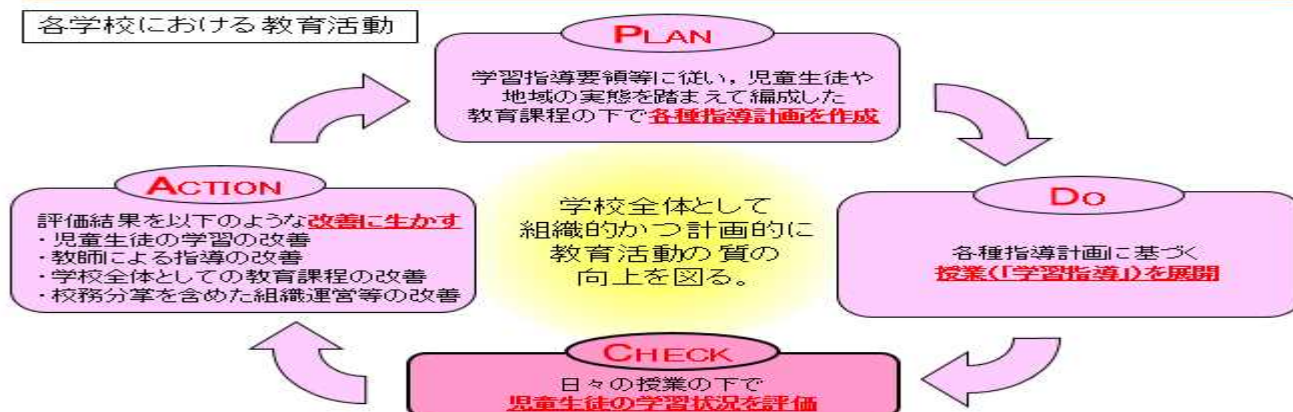 各学校における教育活動
PLAN
学習指導要領等に従い，児童生徒や
地域の実態を踏まえて編成した
教育課程の下で各種指導計画を作成
DO
各種指導計画に基づく
授業(「学習指導」)を展開
CHECK
日々の授業の下で
児童生徒の学習状況を評価
ACTION
評価結果を以下のような改善に生かす
・児童生徒の学習の改善
・教師による指導の改善
・学校全体としての教育課程の改善
・校務分掌を含めた組織運営等の改善
学校全体として
組織的かつ計画的に
教育活動の質の
向上を図る。